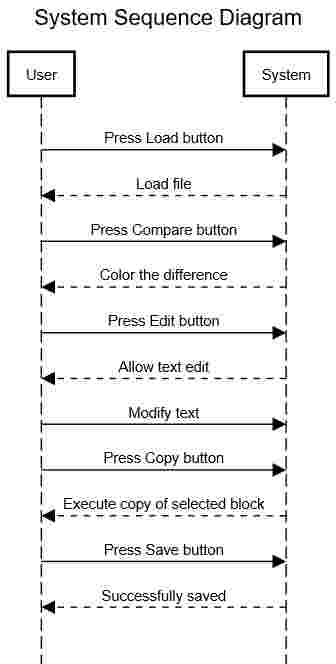 System Sequence Diagram
User
System
Press Load button
Load file
Press Compare button
Color the difference
Press Edit button
Allow text edit
Modify text
Press Copy button
Execute copy of selected block
Press Save button
Successfully saved